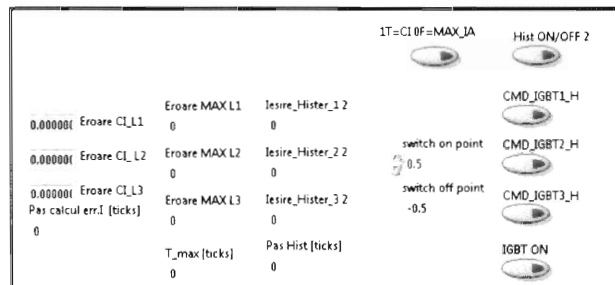 1T=CI 0F=MAX_IA
Hist ON/OFF 2
Eroare MAX L1
Iesire_Hister_1 2
CMD_IGBT1_H
0.00000( Eroare CI_L1
0
0
Eroare MAX L2
Iesire_Hister_2 2
switch on point
CMD_IGBT2_H
0.00000( Eroare CI_L2
0
0
0.5
0.00000( Eroare CI_L3
Eroare MAX L3
Iesire_Hister_3 2
switch off point
CMD_IGBT3_H
Pas calcul err.I [ticks]
0
0
-0.5
0
T_max [ticks]
Pas Hist [ticks]
IGBT ON
0
0